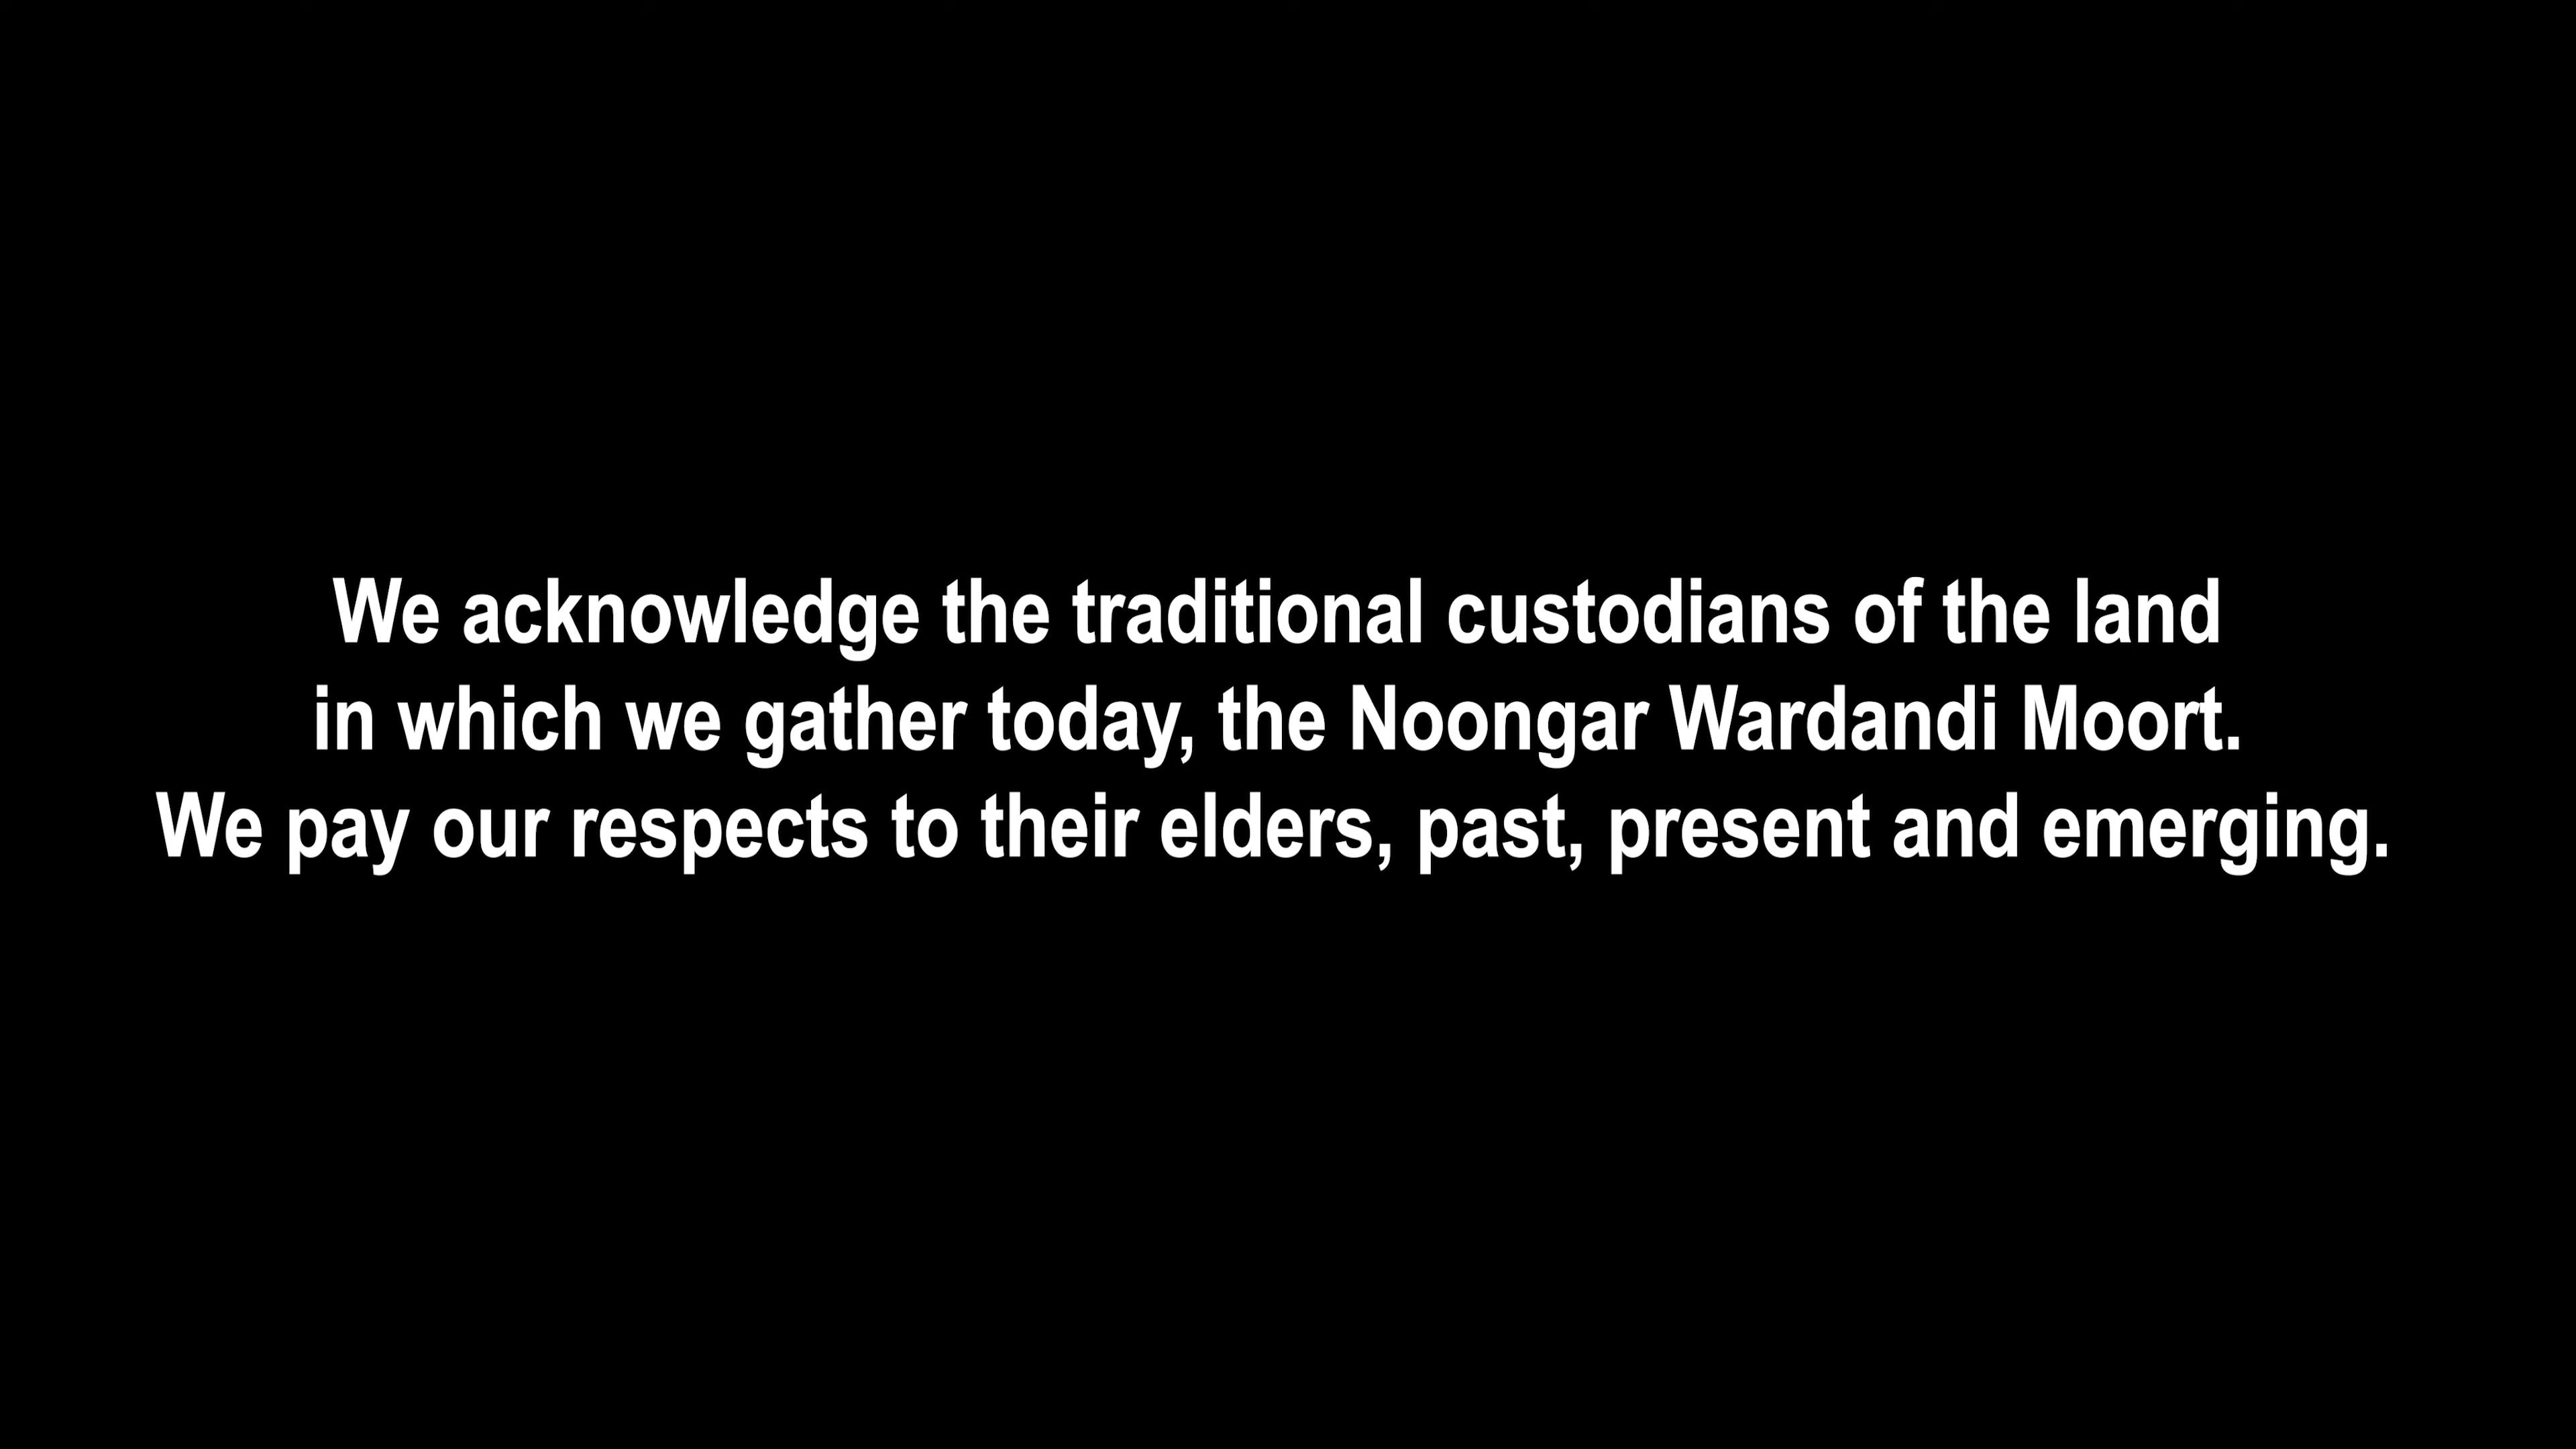 We acknowledge the traditional custodians of the land
in which we gather today, the Noongar Wardandi Moort.
We pay our respects to their elders, past, present and emerging.